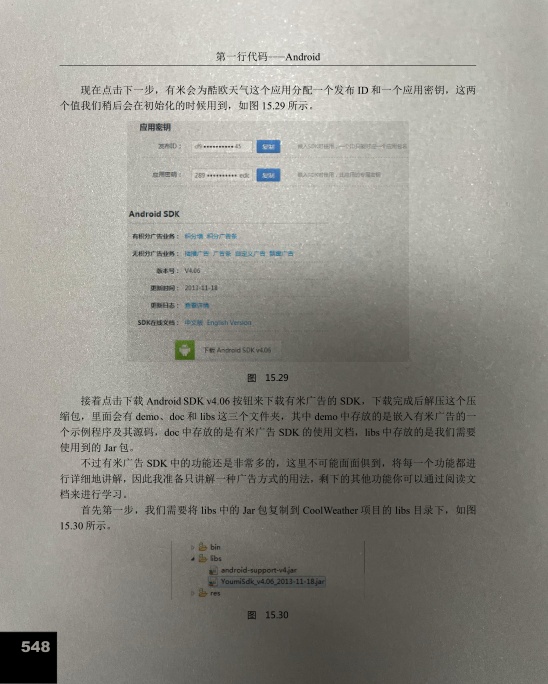 第一行代码——Android
现在点击下一步，有米会为酷欧天气这个应用分配一个发布 ID 和一个应用密钥，这两
个值我们稍后会在初始化的时候用到，如图 15.29 所示。
应用密钥
发布ID： d9•••••••••••45 复制
应用密钥： 289•••••••••••edc 复制
Android SDK
有积分广告业务： 积分墙 积分广告条
无积分广告业务： 插播广告 广告条 自定义广告 智能广告
版本号： V4.06
更新时间： 2013-11-18
更新日志： 查看详情
SDK在线文档： 中文版 English Version
下载 Android SDK v4.06
图 15.29
接着点击下载 Android SDK v4.06 按钮来下载有米广告的 SDK，下载完成后解压这个压
缩包，里面会有 demo、doc 和 libs 这三个文件夹，其中 demo 中存放的是嵌入有米广告的一
个示例程序及其源码，doc 中存放的是有米广告 SDK 的使用文档，libs 中存放的是我们需要
使用到的 Jar 包。
不过有米广告 SDK 中的功能还是非常多的，这里不可能面面俱到，将每一个功能都进
行详细地讲解，因此我准备只讲解一种广告方式的用法，剩下的其他功能你可以通过阅读文
档来进行学习。
首先第一步，我们需要将 libs 中的 Jar 包复制到 CoolWeather 项目的 libs 目录下，如图
15.30 所示。
bin
libs
android-support-v4.jar
YoumiSdk_v4.06_2013-11-18.jar
res
图 15.30
548